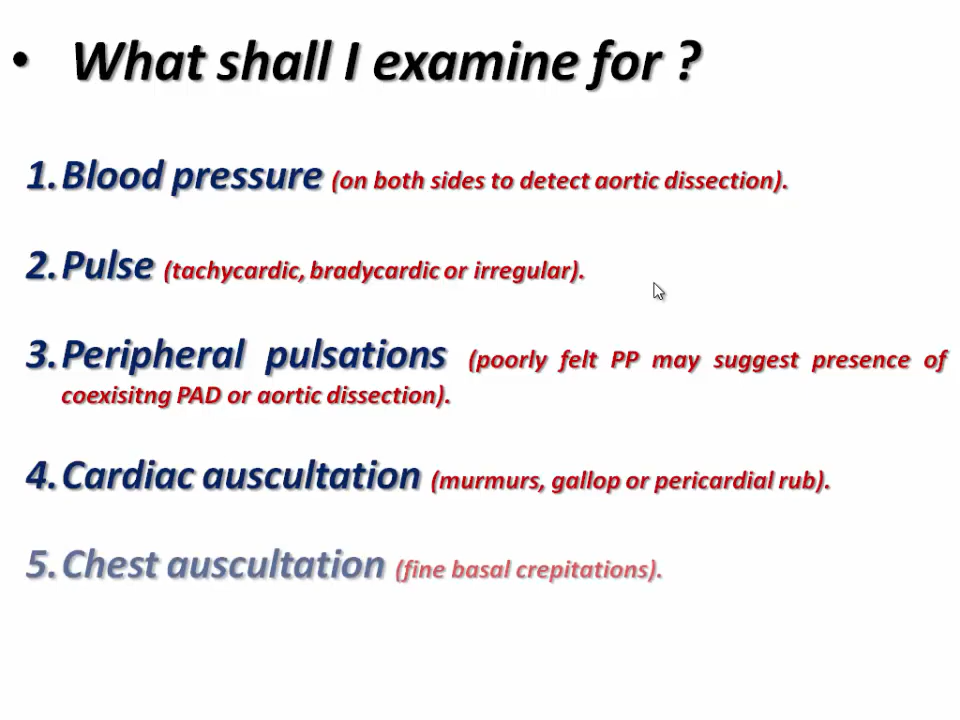 • What shall I examine for ?
1. Blood pressure (on both sides to detect aortic dissection).
2. Pulse (tachycardic, bradycardic or irregular).
3. Peripheral pulsations (poorly felt PP may suggest presence of
coexisitng PAD or aortic dissection).
4. Cardiac auscultation (murmurs, gallop or pericardial rub).
5. Chest auscultation (fine basal crepitations).